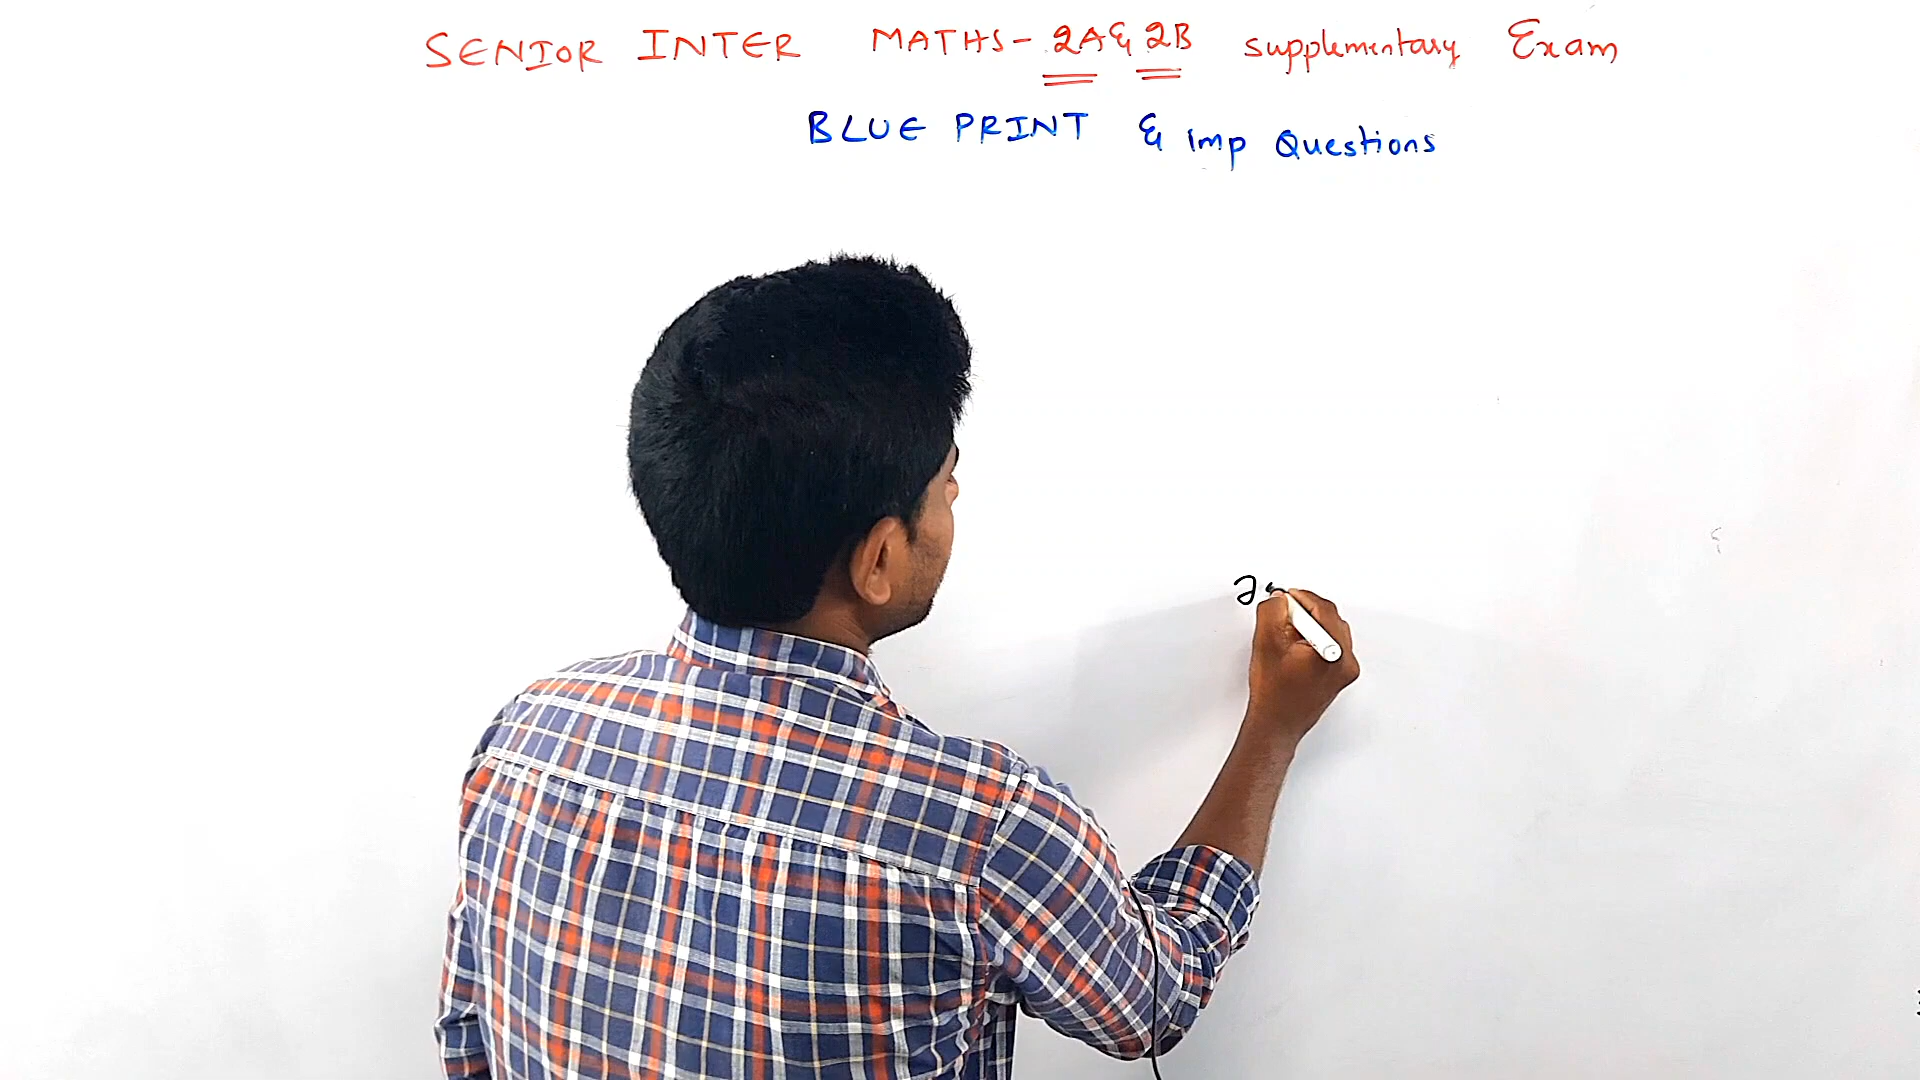 SENIOR INTER MATHS- 2A & 2B supplementary Exam
BLUE PRINT & imp Questions